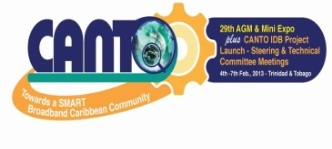 CANTO
Towards a SMART
Broadband Caribbean Community
29th AGM & Mini Expo
plus CANTO IDB Project
Launch - Steering & Technical
Committee Meetings
4th -7th Feb., 2013 - Trinidad & Tobago